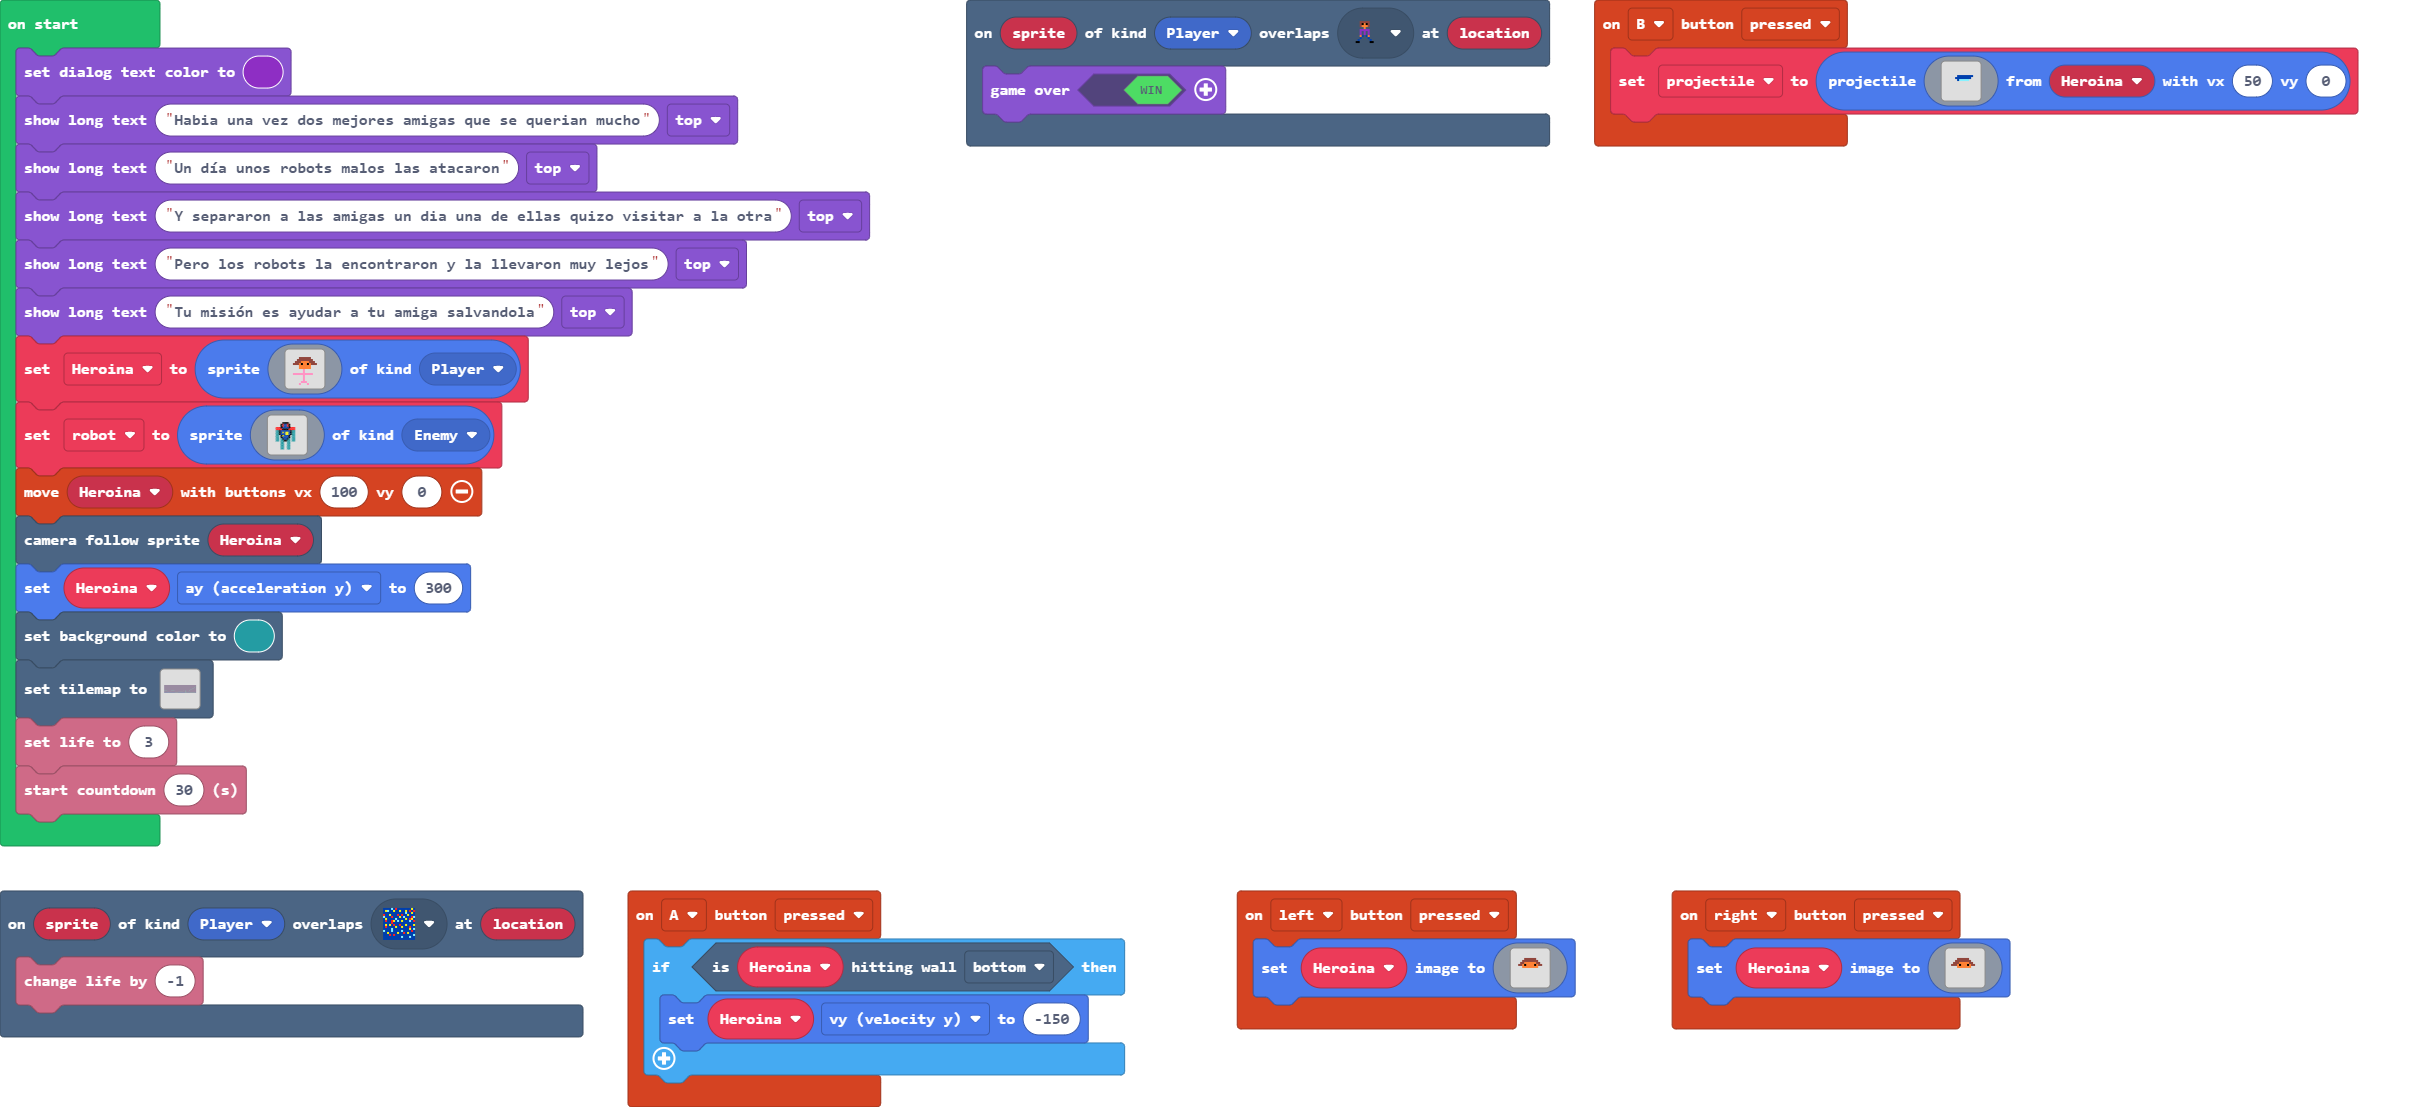 on start
set dialog text color to
show long text "Habia una vez dos mejores amigas que se querian mucho" top
show long text "Un día unos robots malos las atacaron" top
show long text "Y separaron a las amigas un dia una de ellas quizo visitar a la otra" top
show long text "Pero los robots la encontraron y la llevaron muy lejos" top
show long text "Tu misión es ayudar a tu amiga salvandola" top
set Heroina to sprite of kind Player
set robot to sprite of kind Enemy
move Heroina with buttons vx 100 vy 0
camera follow sprite Heroina
set Heroina ay (acceleration y) to 300
set background color to
set tilemap to
set life to 3
start countdown 30 (s)
on sprite of kind Player overlaps at location
game over WIN
on B button pressed
set projectile to projectile from Heroina with vx 50 vy 0
on sprite of kind Player overlaps at location
change life by -1
on A button pressed
if is Heroina hitting wall bottom then
set Heroina vy (velocity y) to -150
on left button pressed
set Heroina image to
on right button pressed
set Heroina image to